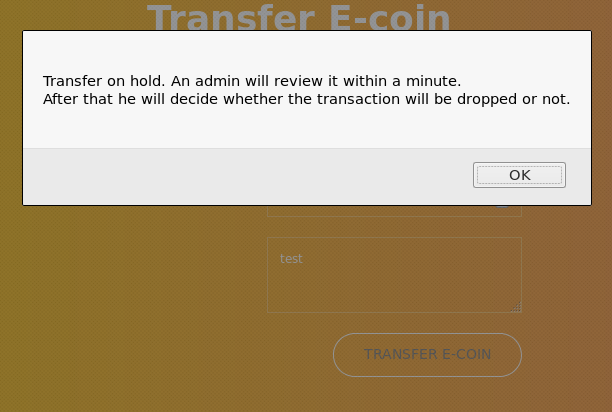 Transfer E-coin
Transfer on hold. An admin will review it within a minute.
After that he will decide whether the transaction will be dropped or not.
OK
test
TRANSFER E-COIN